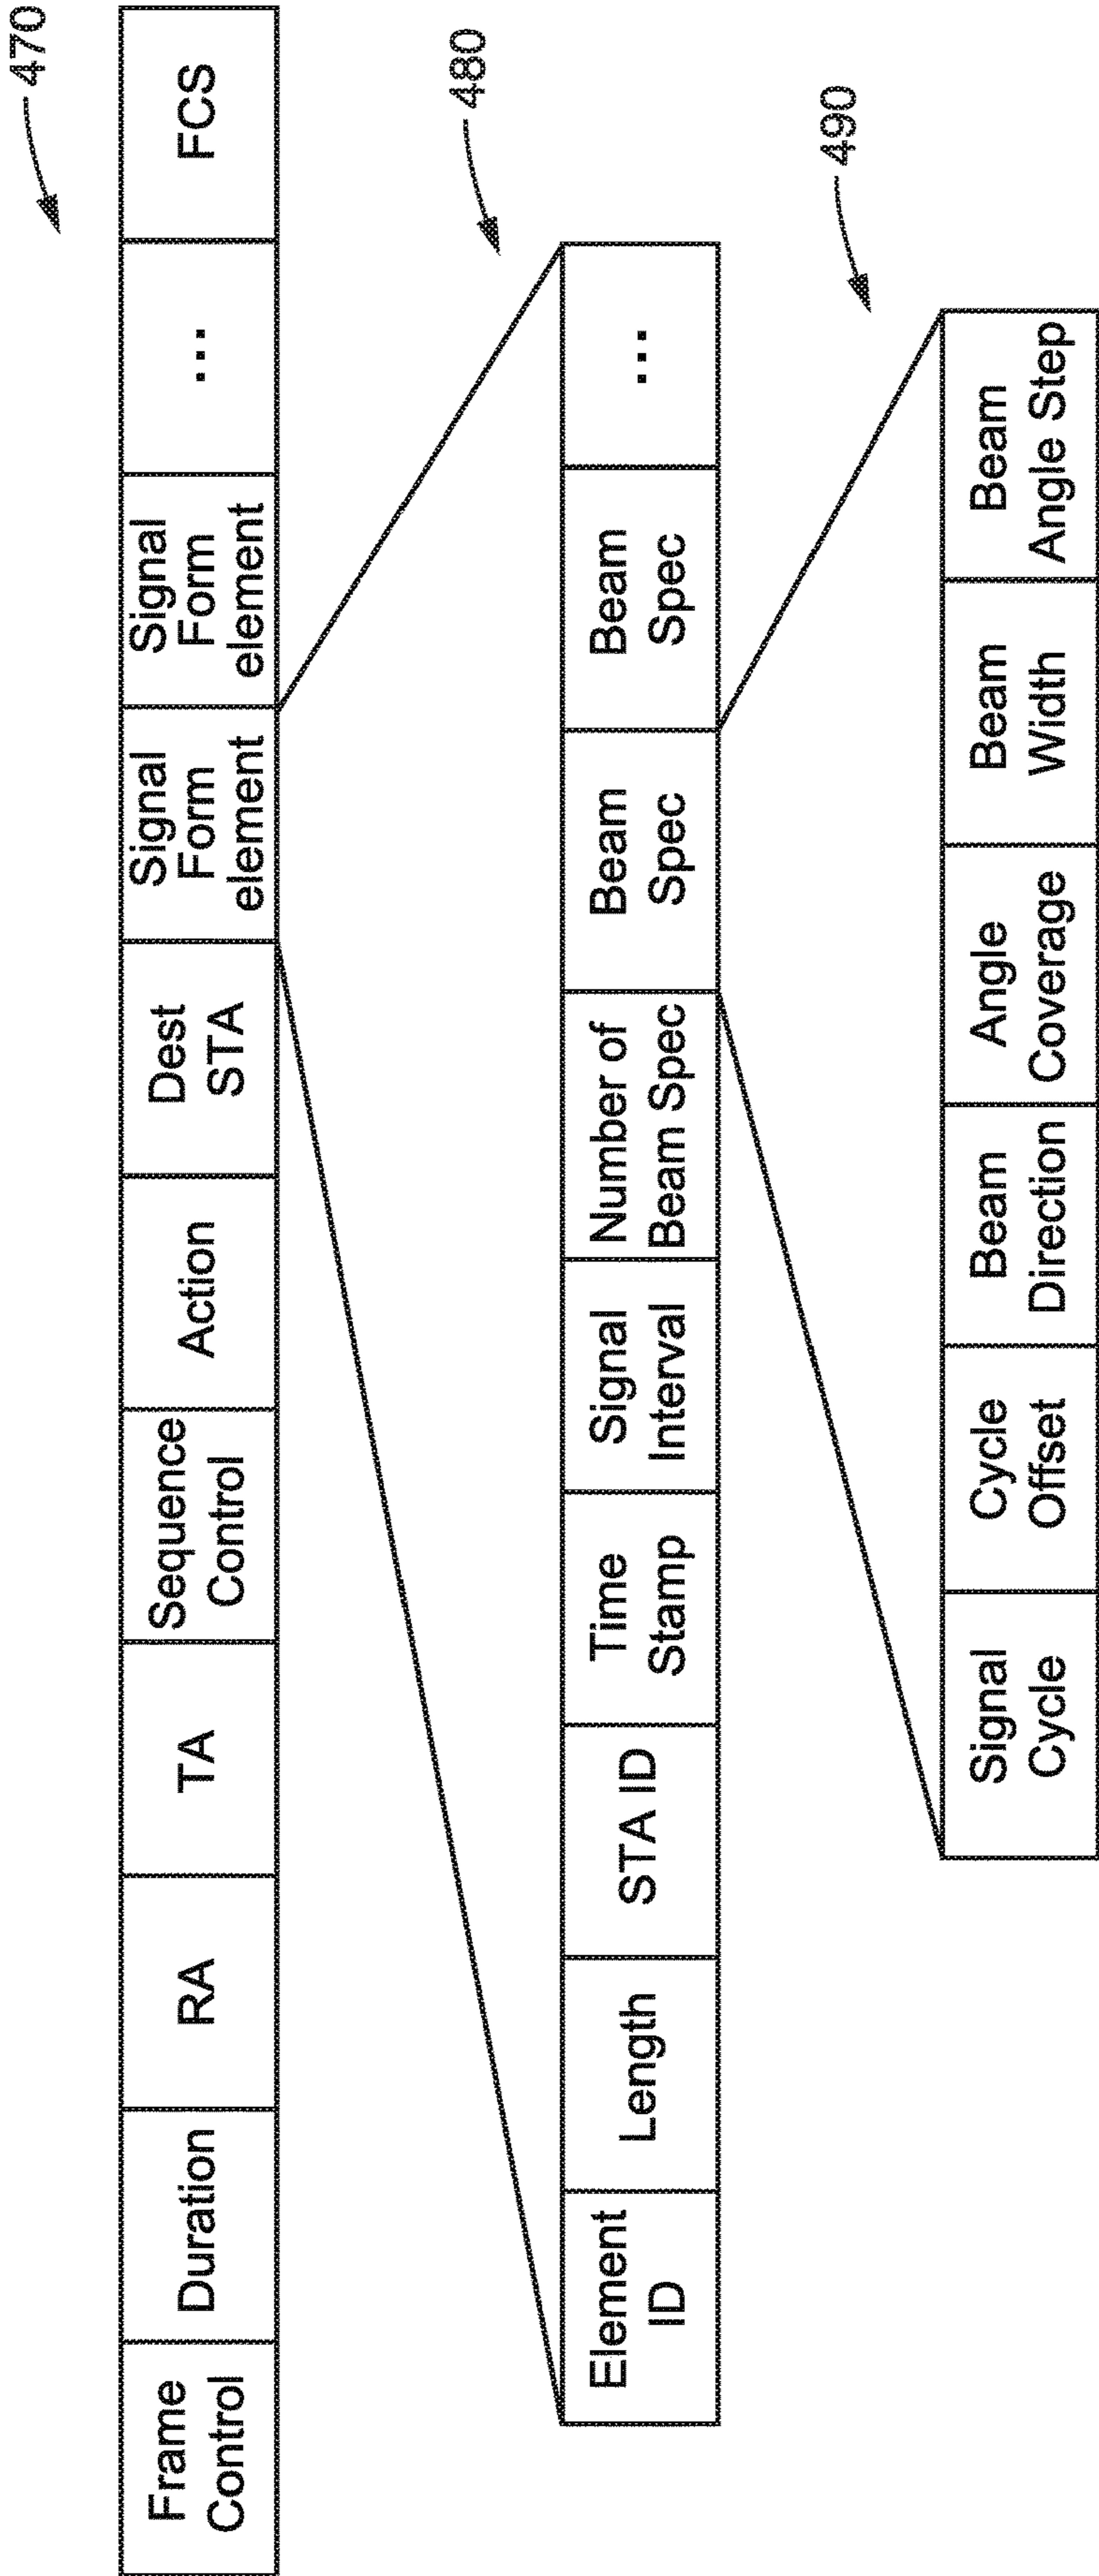 470
Frame
Control
Duration
RA
TA
Sequence
Control
Action
Dest
STA
Signal
Form
element
Signal
Form
element
...
FCS
480
Element
ID
Length
STA ID
Time
Stamp
Signal
Interval
Number of
Beam Spec
Beam
Spec
Beam
Spec
...
490
Signal
Cycle
Cycle
Offset
Beam
Direction
Angle
Coverage
Beam
Width
Beam
Angle Step